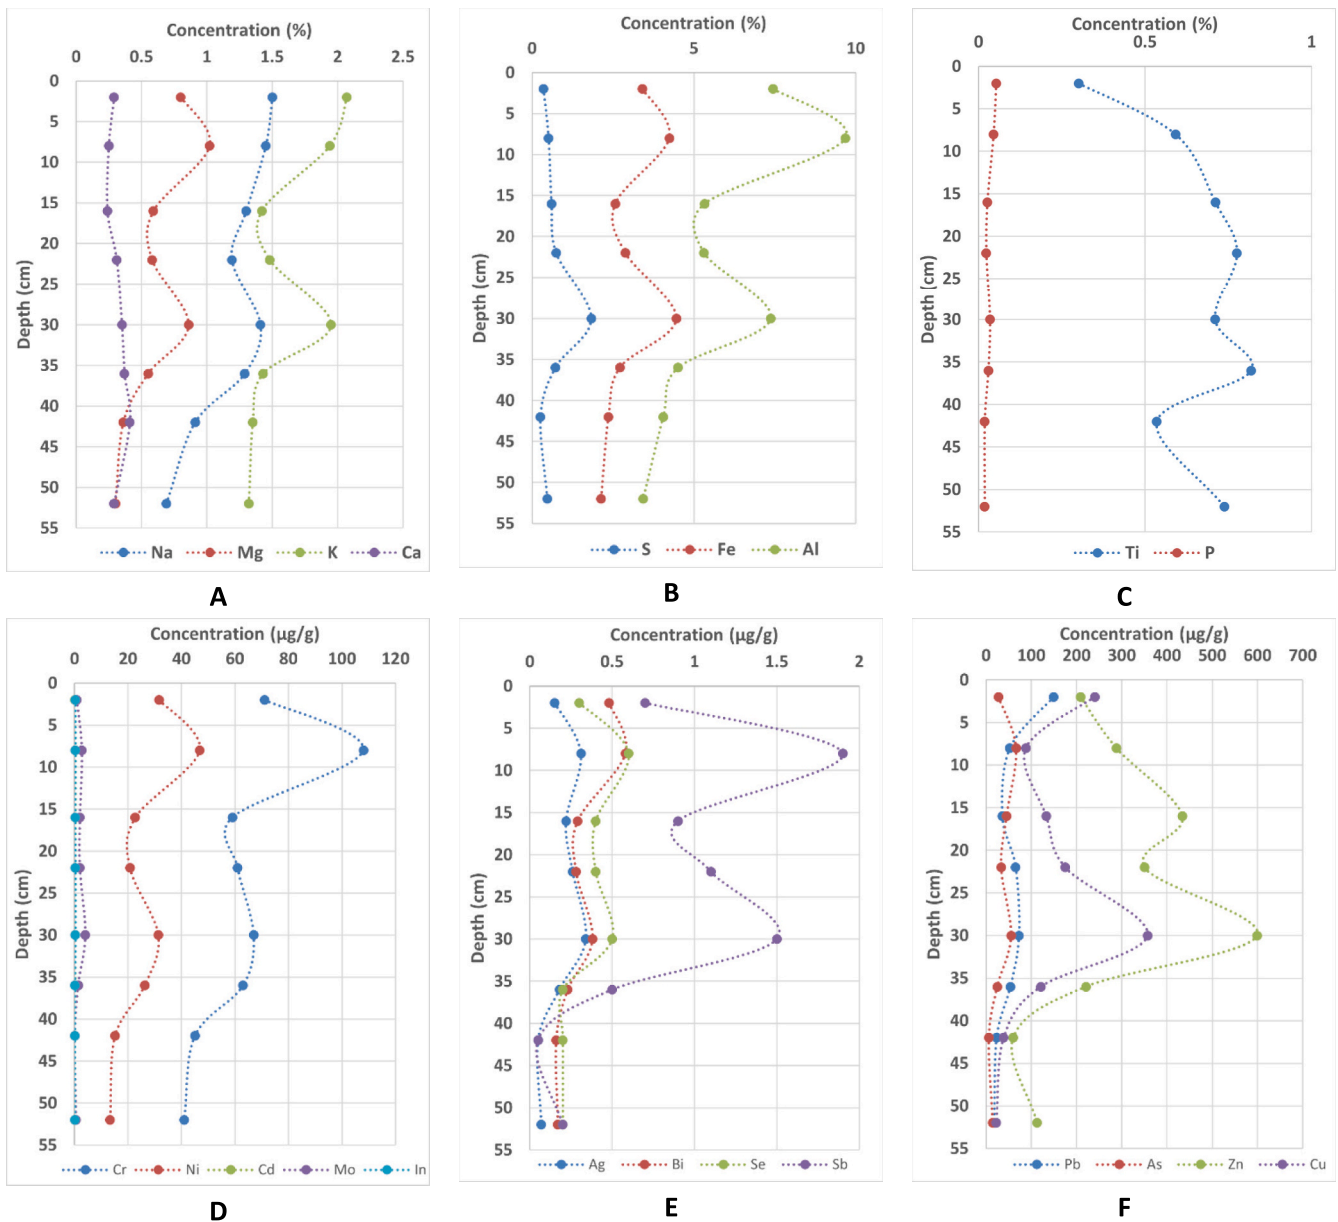 Concentration (%)
0 0.5 1 1.5 2 2.5
0
5
10
15
20
25
30
35
40
45
50
55
Depth (cm)
Na Mg K Ca
A
Concentration (%)
0 5 10
0
5
10
15
20
25
30
35
40
45
50
55
Depth (cm)
S Fe Al
B
Concentration (%)
0 0.5 1
0
5
10
15
20
25
30
35
40
45
50
55
Depth (cm)
Ti P
C
Concentration (µg/g)
0 20 40 60 80 100 120
0
5
10
15
20
25
30
35
40
45
50
55
Depth (cm)
Cr Ni Cd Mo In
D
Concentration (µg/g)
0 0.5 1 1.5 2
0
5
10
15
20
25
30
35
40
45
50
55
Depth (cm)
Ag Bi Se Sb
E
Concentration (µg/g)
0 100 200 300 400 500 600 700
0
5
10
15
20
25
30
35
40
45
50
55
Depth (cm)
Pb As Zn Cu
F